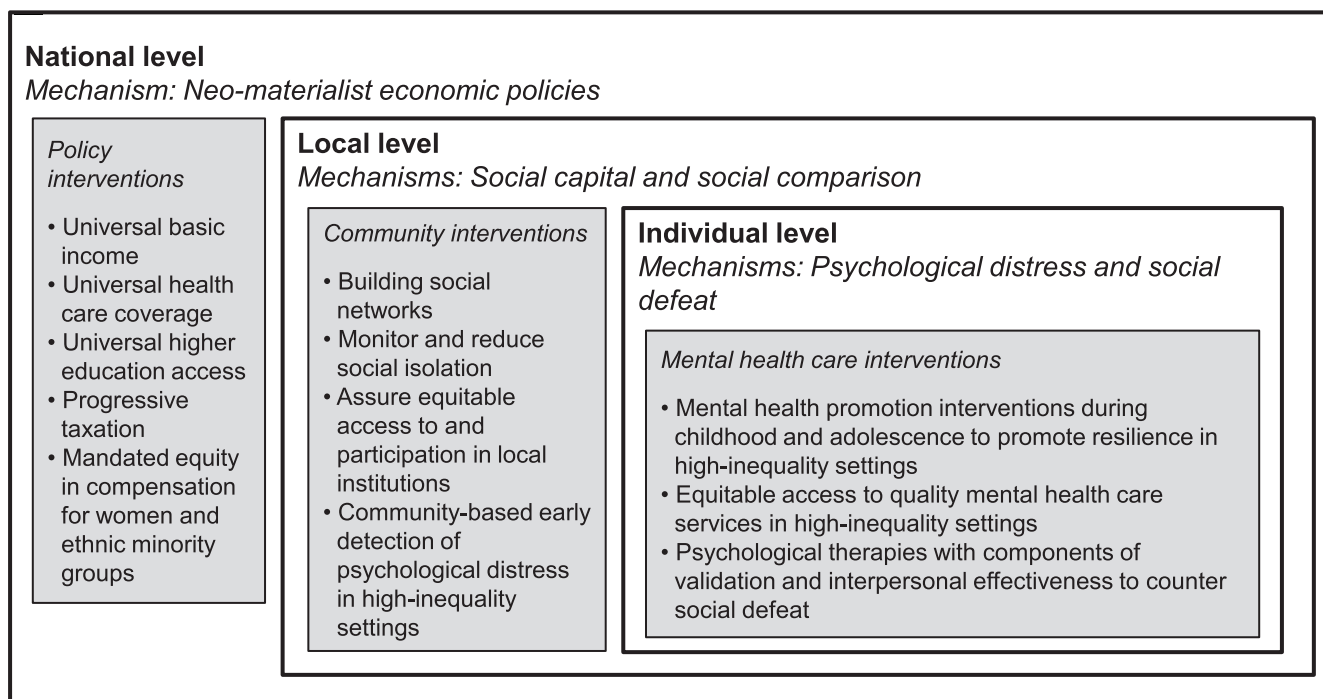 National level
Mechanism: Neo-materialist economic policies
Policy
interventions
• Universal basic
income
• Universal health
care coverage
• Universal higher
education access
• Progressive
taxation
• Mandated equity
in compensation
for women and
ethnic minority
groups
Local level
Mechanisms: Social capital and social comparison
Community interventions
• Building social
networks
• Monitor and reduce
social isolation
• Assure equitable
access to and
participation in local
institutions
• Community-based early
detection of
psychological distress
in high-inequality
settings
Individual level
Mechanisms: Psychological distress and social
defeat
Mental health care interventions
• Mental health promotion interventions during
childhood and adolescence to promote resilience in
high-inequality settings
• Equitable access to quality mental health care
services in high-inequality settings
• Psychological therapies with components of
validation and interpersonal effectiveness to counter
social defeat